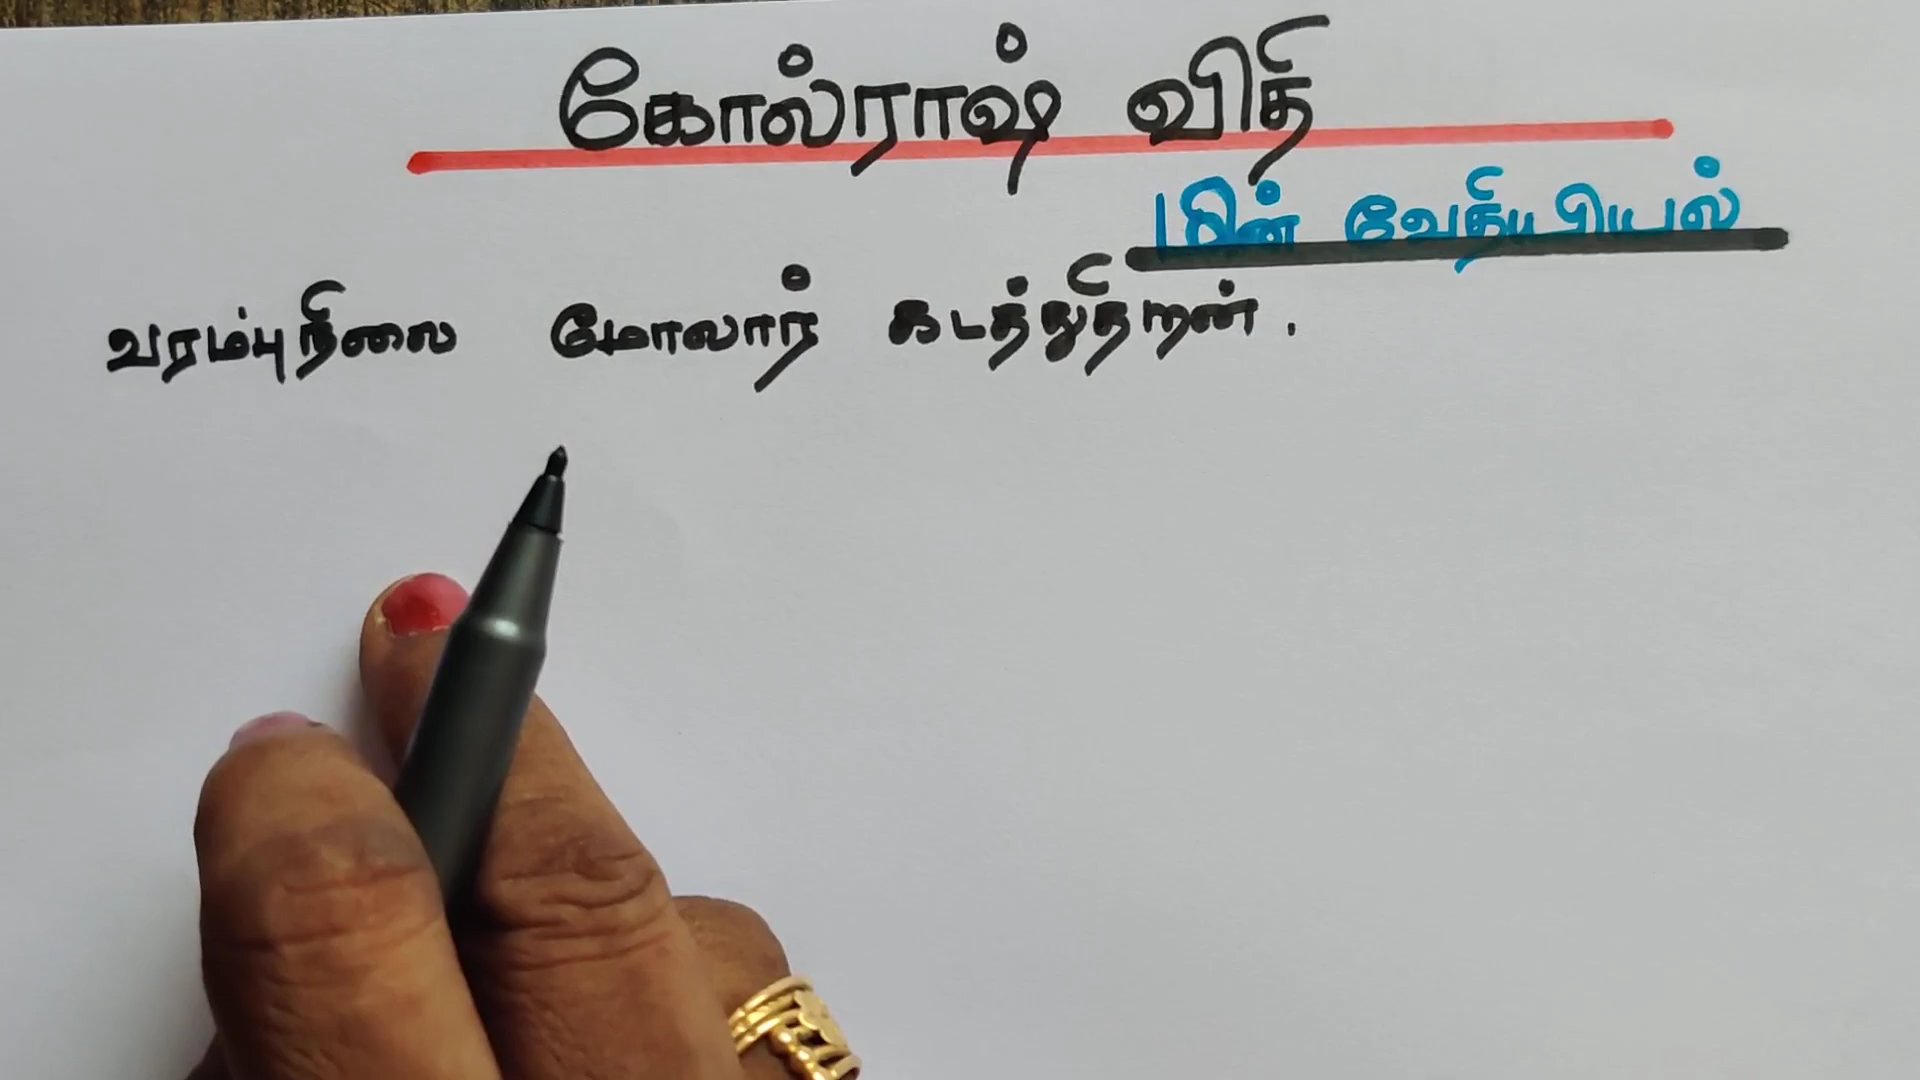 கோல்ராஷ் விதி
மின் வேதியியல்
வரம்புநிலை மோலார் கடத்துதிறன்.